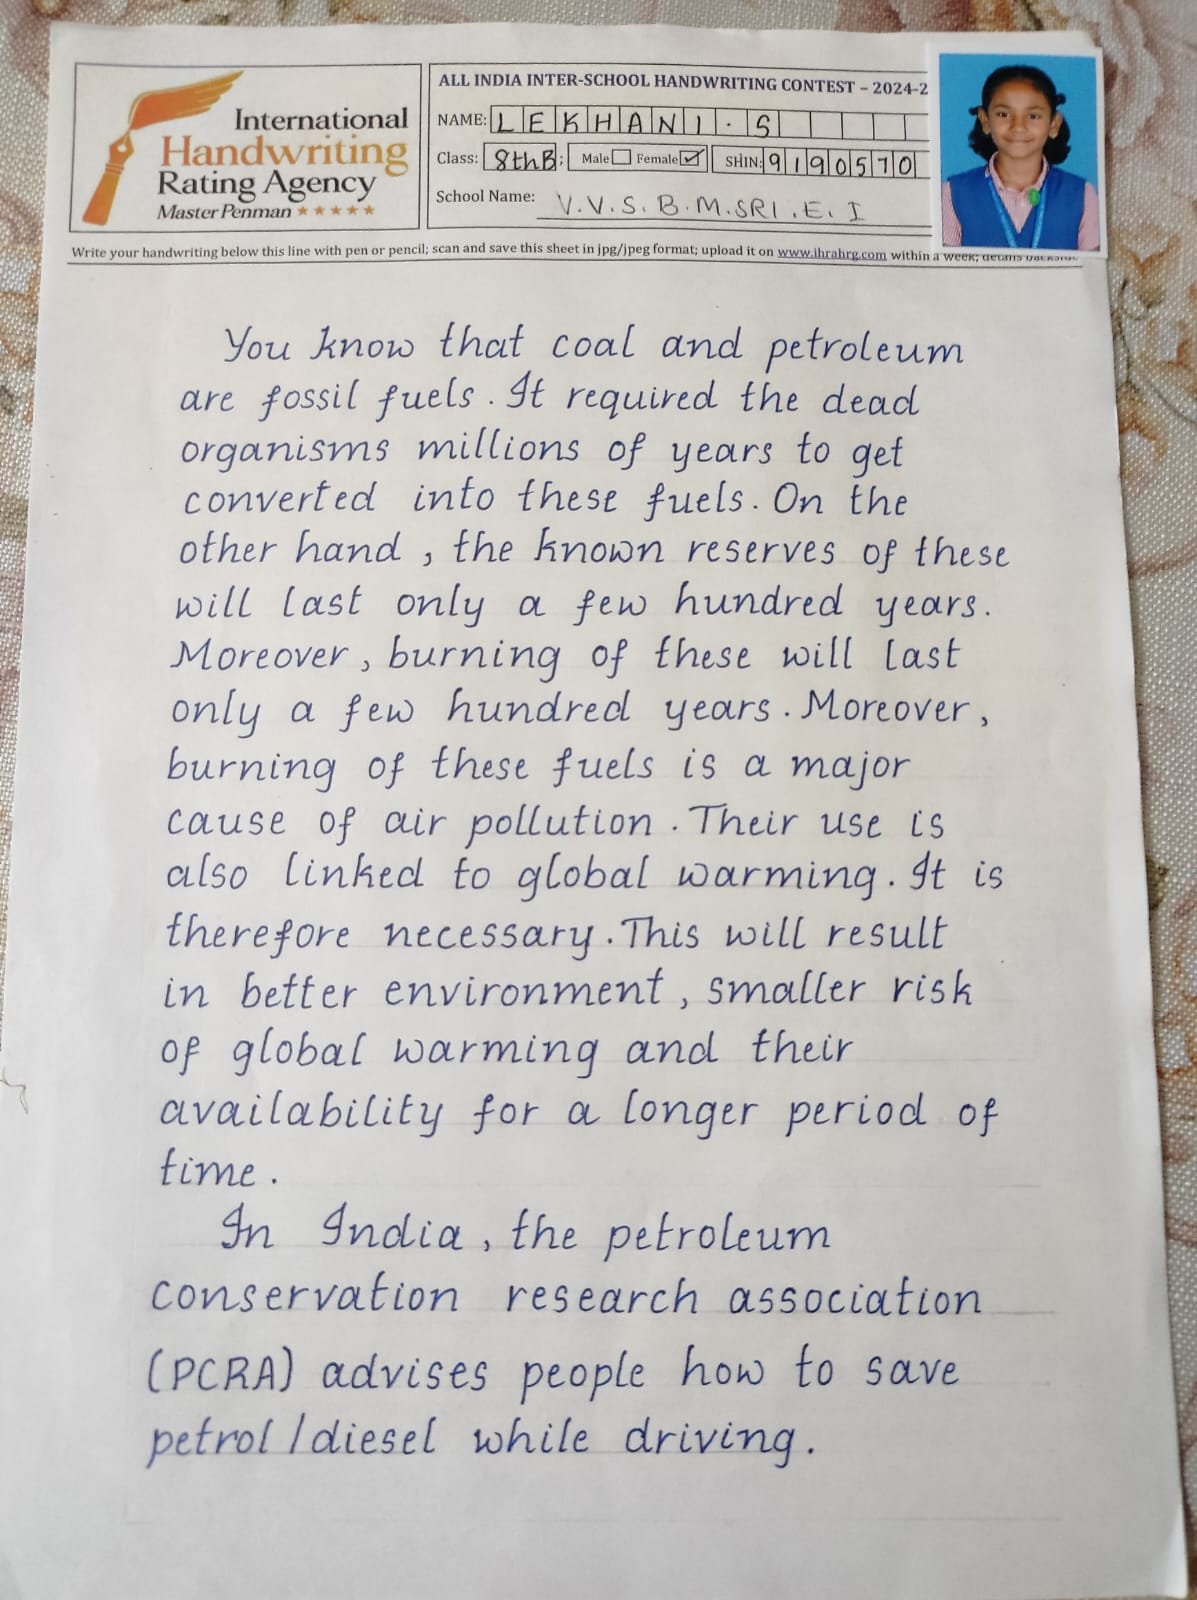 International
Handwriting
Rating Agency
Master Penman ★★★★★
ALL INDIA INTER-SCHOOL HANDWRITING CONTEST – 2024-2
NAME: LEKHANI.S
Class: 8thB; Male☐ Female☑ SHIN: 9190570
School Name: V.V.S.B.M.SRI.E.I
Write your handwriting below this line with pen or pencil; scan and save this sheet in jpg/jpeg format; upload it on www.ihrahrg.com within a week; details backside
You know that coal and petroleum
are fossil fuels. It required the dead
organisms millions of years to get
converted into these fuels. On the
other hand, the known reserves of these
will last only a few hundred years.
Moreover, burning of these will last
only a few hundred years. Moreover,
burning of these fuels is a major
cause of air pollution. Their use is
also linked to global warming. It is
therefore necessary. This will result
in better environment, smaller risk
of global warming and their
availability for a longer period of
time.
In India, the petroleum
conservation research association
(PCRA) advises people how to save
petrol/diesel while driving.